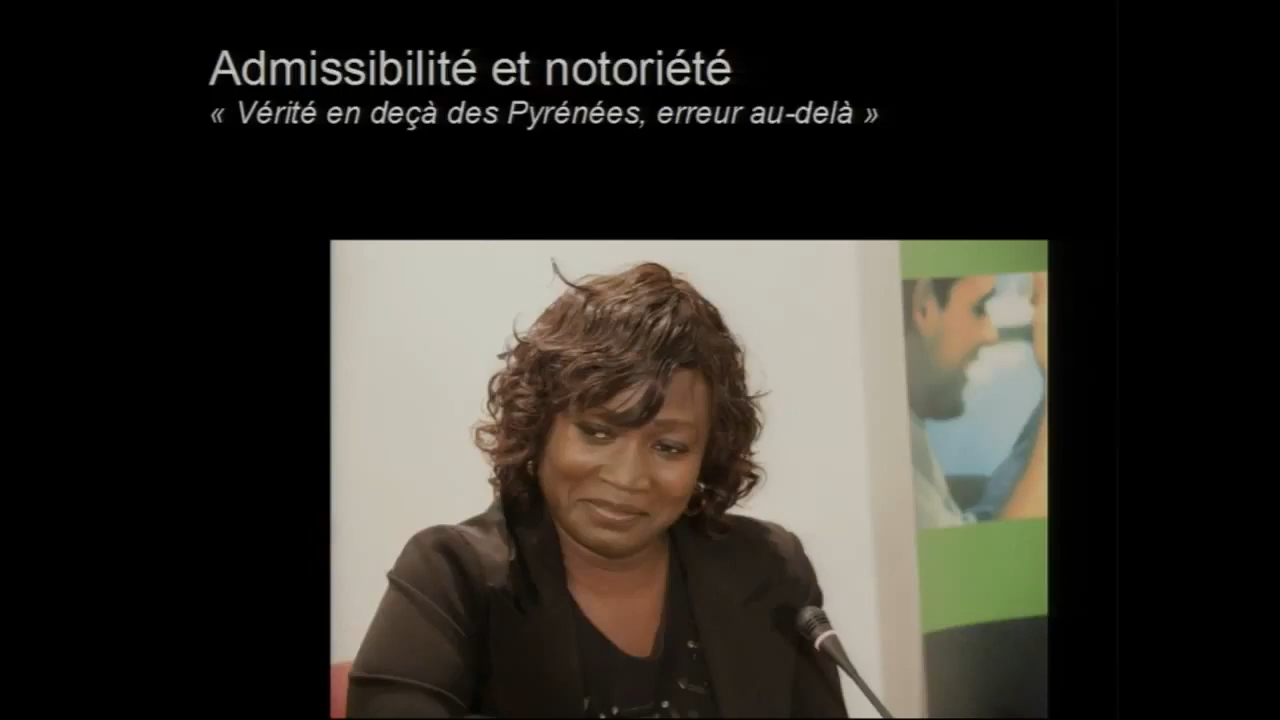 Admissibilité et notoriété
« Vérité en deçà des Pyrénées, erreur au-delà »